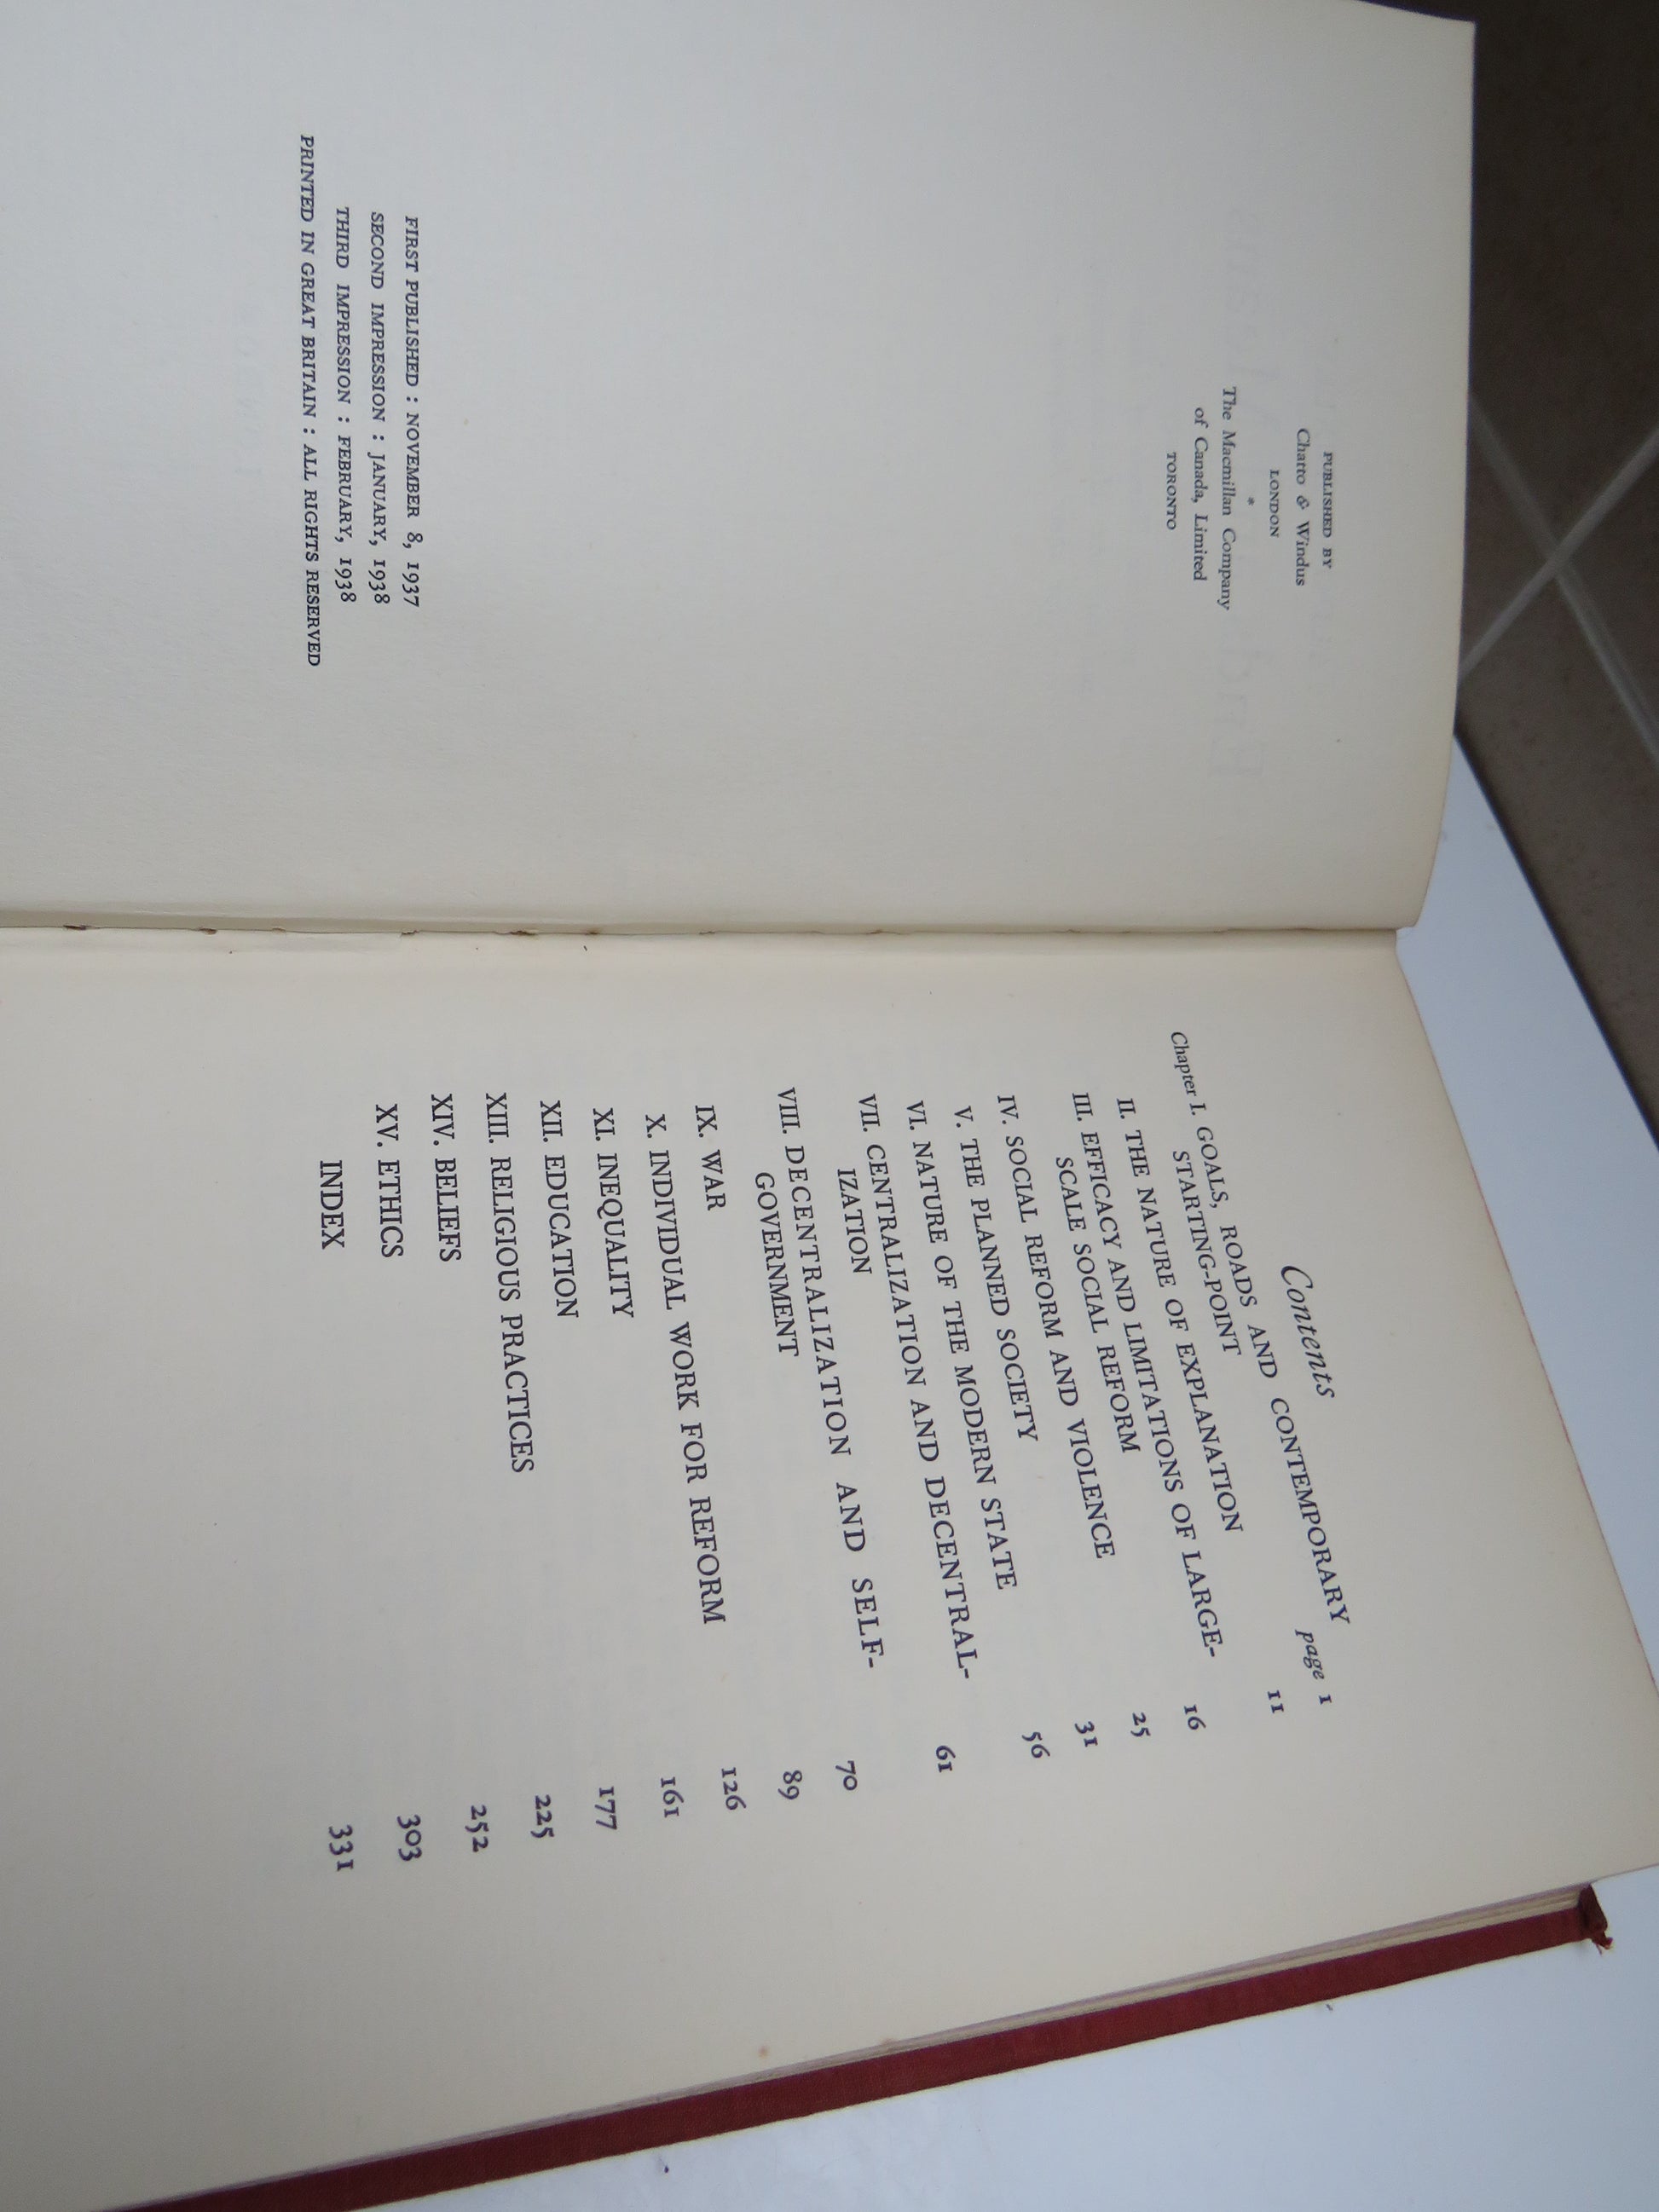 PUBLISHED BY
Chatto & Windus
LONDON
*
The Macmillan Company
of Canada, Limited
TORONTO
FIRST PUBLISHED : NOVEMBER 8, 1937
SECOND IMPRESSION : JANUARY, 1938
THIRD IMPRESSION : FEBRUARY, 1938
PRINTED IN GREAT BRITAIN : ALL RIGHTS RESERVED
Contents
Chapter I. GOALS, ROADS AND CONTEMPORARY
STARTING-POINT page 1
II. THE NATURE OF EXPLANATION 11
III. EFFICACY AND LIMITATIONS OF LARGE-
SCALE SOCIAL REFORM 16
IV. SOCIAL REFORM AND VIOLENCE 25
V. THE PLANNED SOCIETY 31
VI. NATURE OF THE MODERN STATE 56
VII. CENTRALIZATION AND DECENTRAL-
IZATION 61
VIII. DECENTRALIZATION AND SELF-
GOVERNMENT 70
IX. WAR 89
X. INDIVIDUAL WORK FOR REFORM 126
XI. INEQUALITY 161
XII. EDUCATION 177
XIII. RELIGIOUS PRACTICES 225
XIV. BELIEFS 252
XV. ETHICS 303
INDEX 331